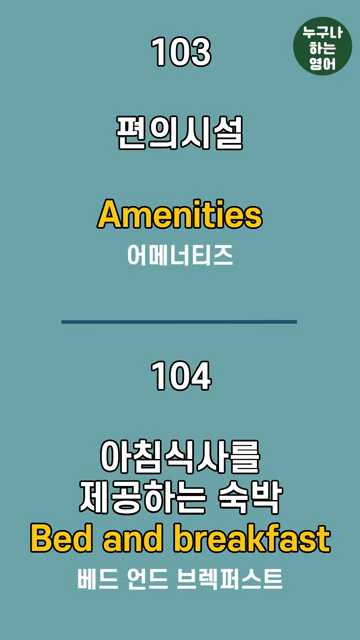 103
누구나
하는
영어
편의시설
Amenities
어메너티즈
104
아침식사를
제공하는 숙박
Bed and breakfast
베드 언드 브렉퍼스트